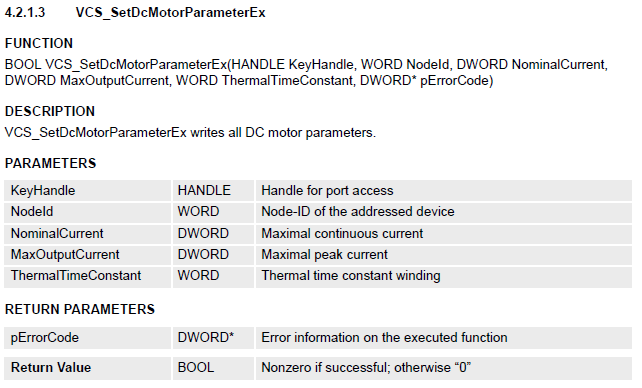 4.2.1.3 VCS_SetDcMotorParameterEx
FUNCTION
BOOL VCS_SetDcMotorParameterEx(HANDLE KeyHandle, WORD NodeId, DWORD NominalCurrent,
DWORD MaxOutputCurrent, WORD ThermalTimeConstant, DWORD* pErrorCode)
DESCRIPTION
VCS_SetDcMotorParameterEx writes all DC motor parameters.
PARAMETERS
KeyHandle HANDLE Handle for port access
NodeId WORD Node-ID of the addressed device
NominalCurrent DWORD Maximal continuous current
MaxOutputCurrent DWORD Maximal peak current
ThermalTimeConstant WORD Thermal time constant winding
RETURN PARAMETERS
pErrorCode DWORD* Error information on the executed function
Return Value BOOL Nonzero if successful; otherwise “0”